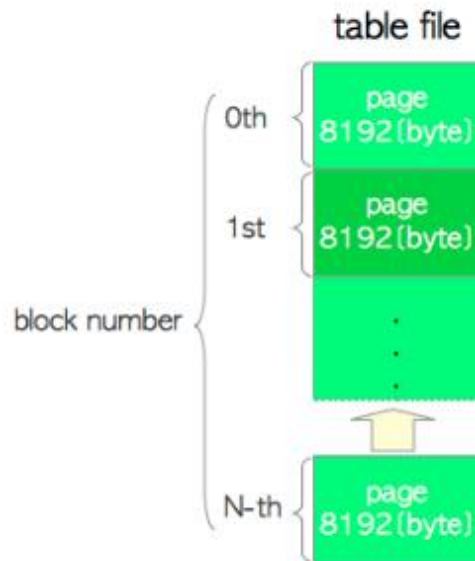 table file
0th
page
8192(byte)
1st
page
8192(byte)
block number
N-th
page
8192(byte)